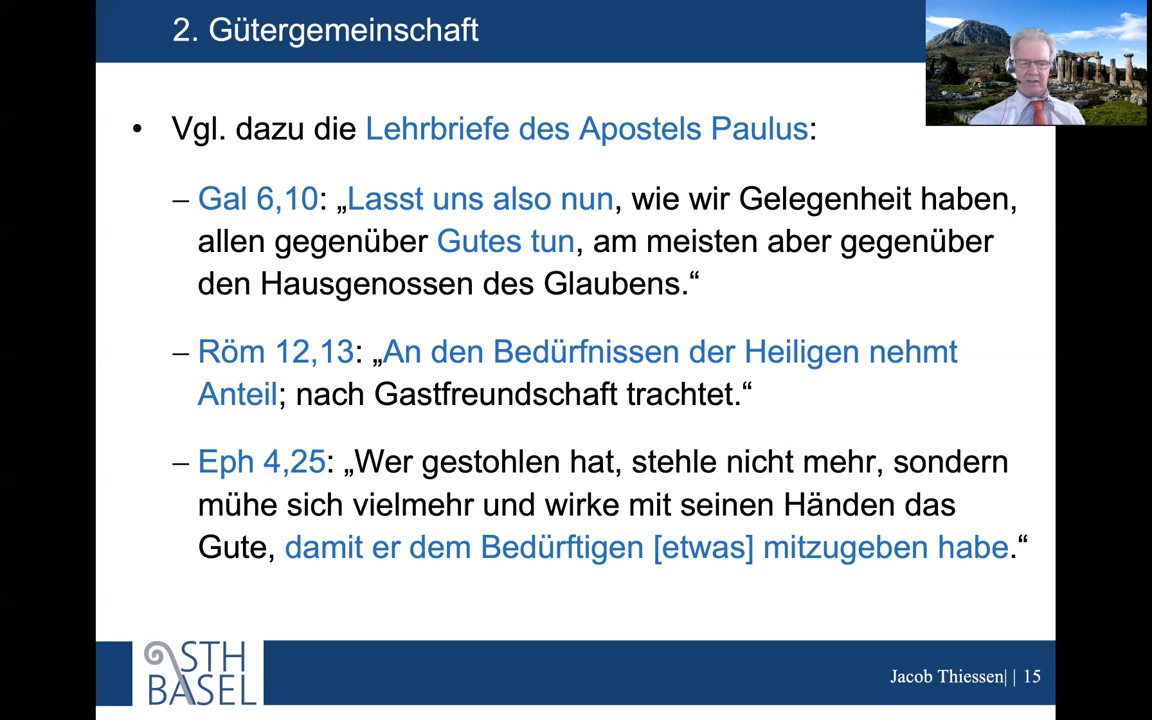 2. Gütergemeinschaft
• Vgl. dazu die Lehrbriefe des Apostels Paulus:
– Gal 6,10: „Lasst uns also nun, wie wir Gelegenheit haben,
allen gegenüber Gutes tun, am meisten aber gegenüber
den Hausgenossen des Glaubens.“
– Röm 12,13: „An den Bedürfnissen der Heiligen nehmt
Anteil; nach Gastfreundschaft trachtet.“
– Eph 4,25: „Wer gestohlen hat, stehle nicht mehr, sondern
mühe sich vielmehr und wirke mit seinen Händen das
Gute, damit er dem Bedürftigen [etwas] mitzugeben habe.“
STH
BASEL
Jacob Thiessen| | 15